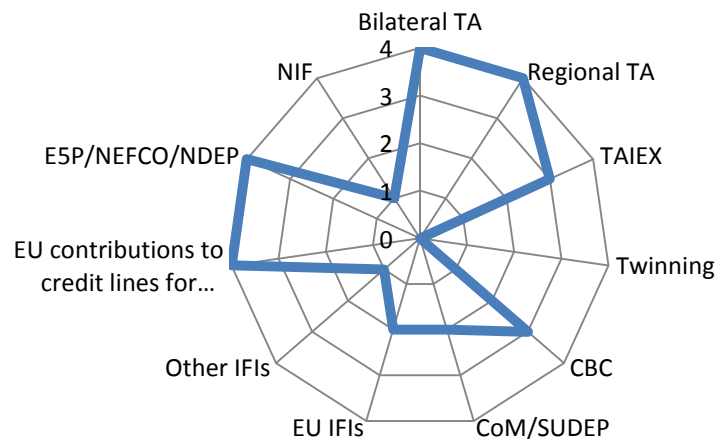 Bilateral TA
4
NIF
Regional TA
3
E5P/NEFCO/NDEP
2
TAIEX
1
0
EU contributions to
credit lines for…
Twinning
Other IFIs
CBC
EU IFIs
CoM/SUDEP